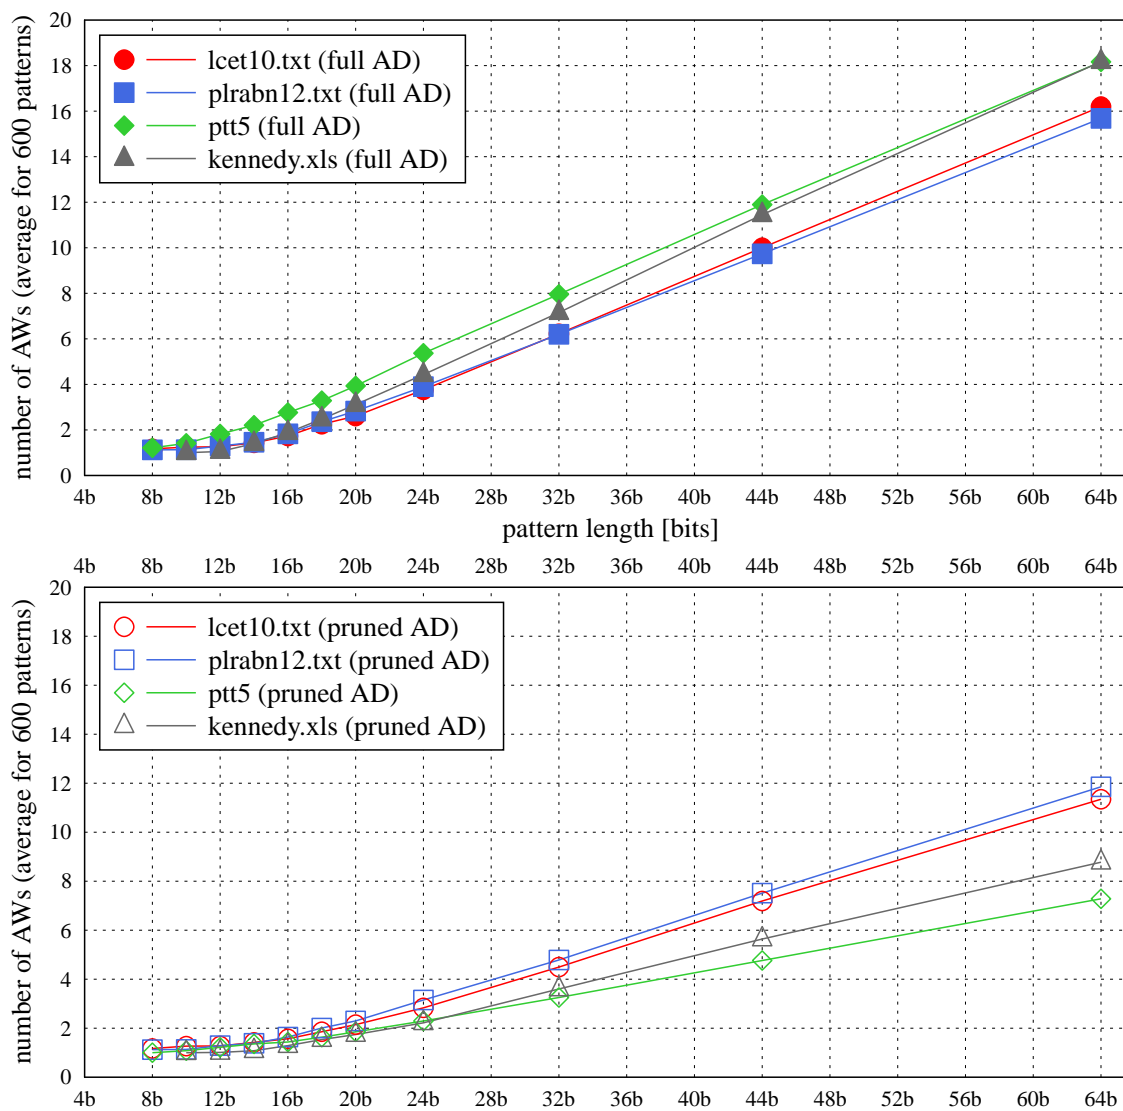 number of AWs (average for 600 patterns)
20
18
16
14
12
10
8
6
4
2
0
lcet10.txt (full AD)
plrabn12.txt (full AD)
ptt5 (full AD)
kennedy.xls (full AD)
4b 8b 12b 16b 20b 24b 28b 32b 36b 40b 44b 48b 52b 56b 60b 64b
pattern length [bits]
4b 8b 12b 16b 20b 24b 28b 32b 36b 40b 44b 48b 52b 56b 60b 64b
number of AWs (average for 600 patterns)
20
18
16
14
12
10
8
6
4
2
0
lcet10.txt (pruned AD)
plrabn12.txt (pruned AD)
ptt5 (pruned AD)
kennedy.xls (pruned AD)
4b 8b 12b 16b 20b 24b 28b 32b 36b 40b 44b 48b 52b 56b 60b 64b